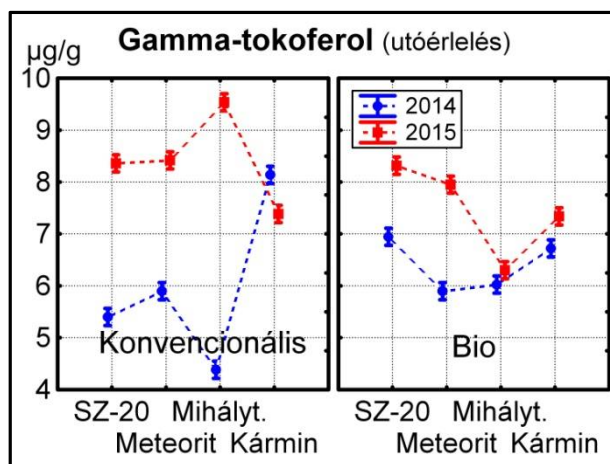 Gamma-tokoferol (utóérlelés)
µg/g
10
9
8
7
6
5
4
2014
2015
Konvencionális
Bio
SZ-20 Mihályt.
Meteorit Kármin
SZ-20 Mihályt.
Meteorit Kármin